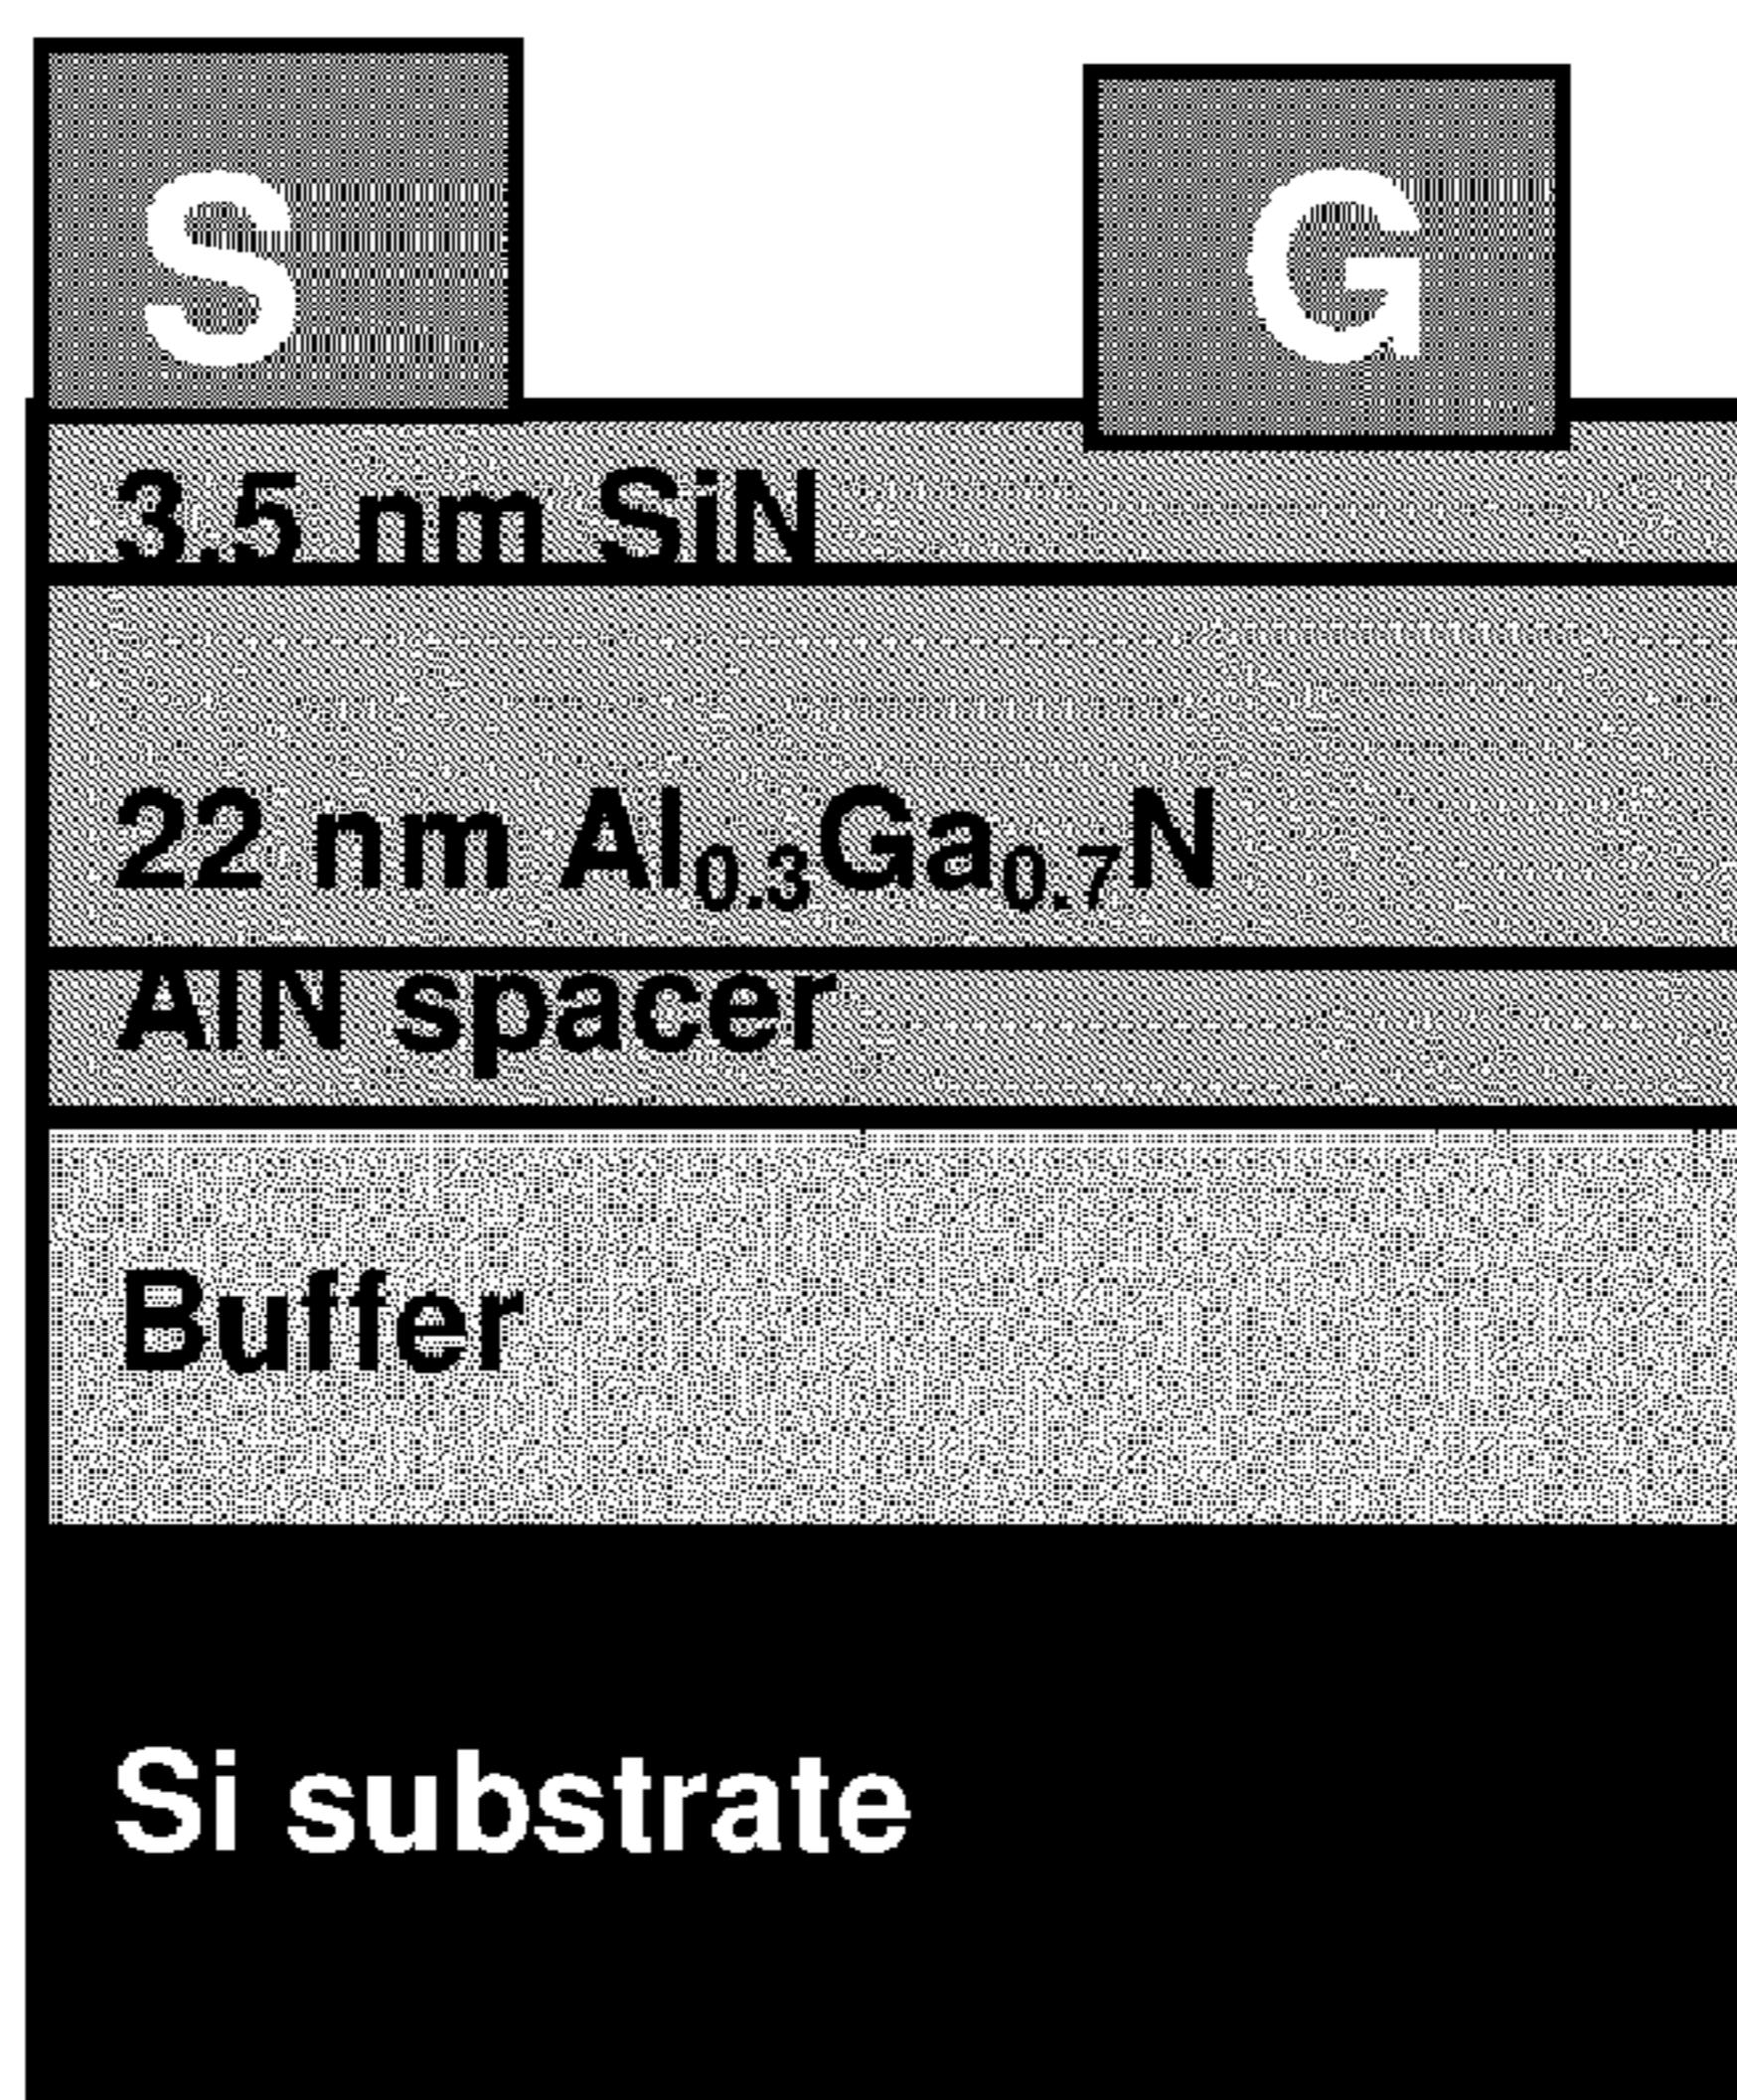 S G
3.5 nm SiN
22 nm Al₀.₃Ga₀.₇N
AlN spacer
Buffer
Si substrate